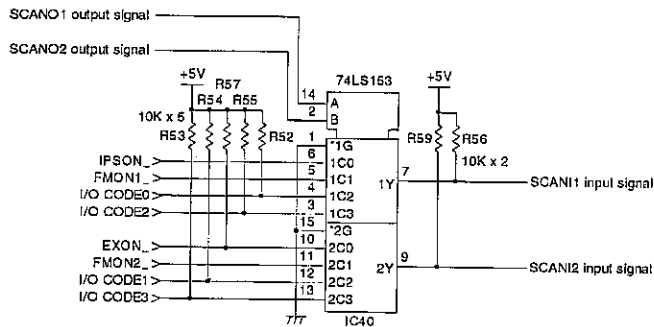 SCANO1 output signal
SCANO2 output signal
74LS153
+5V
R57
R54 R55
10K x 5
R53
R52
14 A
2 B
+5V
R59
R56
10K x 2
1 *1G
IPSON_ 6 1C0
FMON1_ 5 1C1
I/O CODE0 4 1C2
I/O CODE2 3 1C3
1Y 7 SCANI1 input signal
15 *2G
EXON_ 10 2C0
FMON2_ 11 2C1
I/O CODE1 12 2C2
I/O CODE3 13 2C3
2Y 9 SCANI2 input signal
IC40